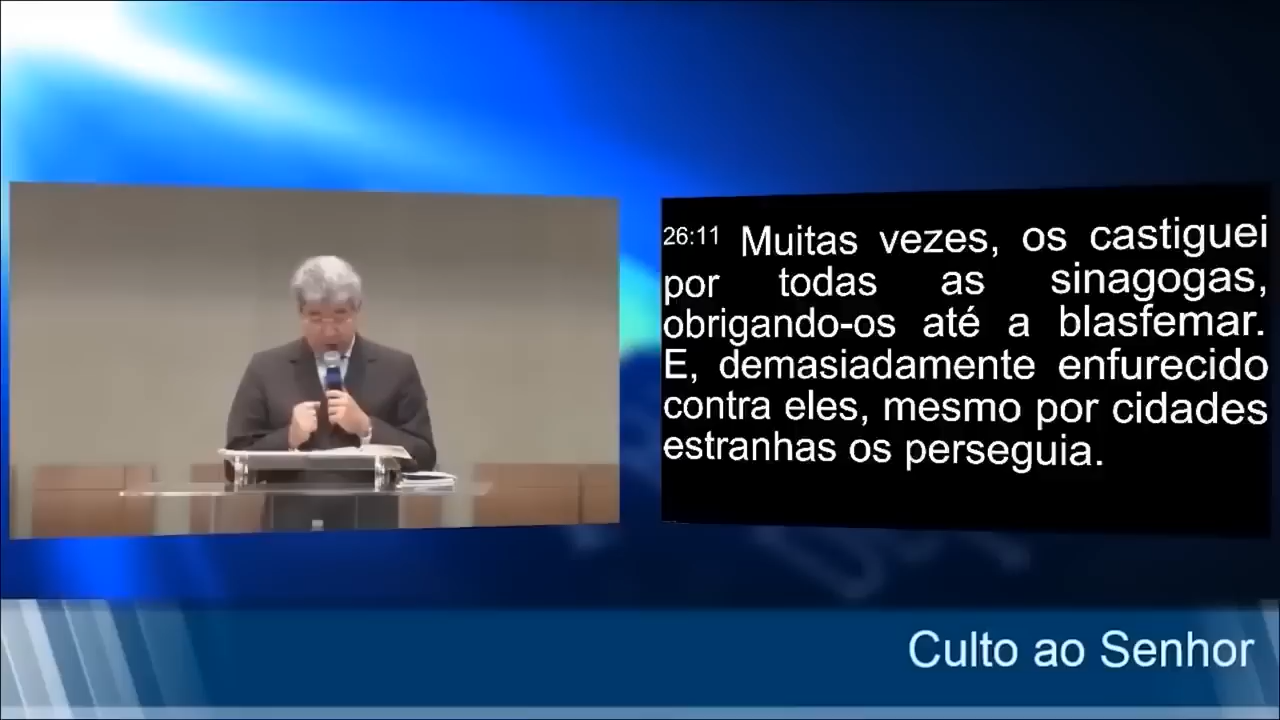 26:11 Muitas vezes, os castiguei
por todas as sinagogas,
obrigando-os até a blasfemar.
E, demasiadamente enfurecido
contra eles, mesmo por cidades
estranhas os perseguia.
Culto ao Senhor